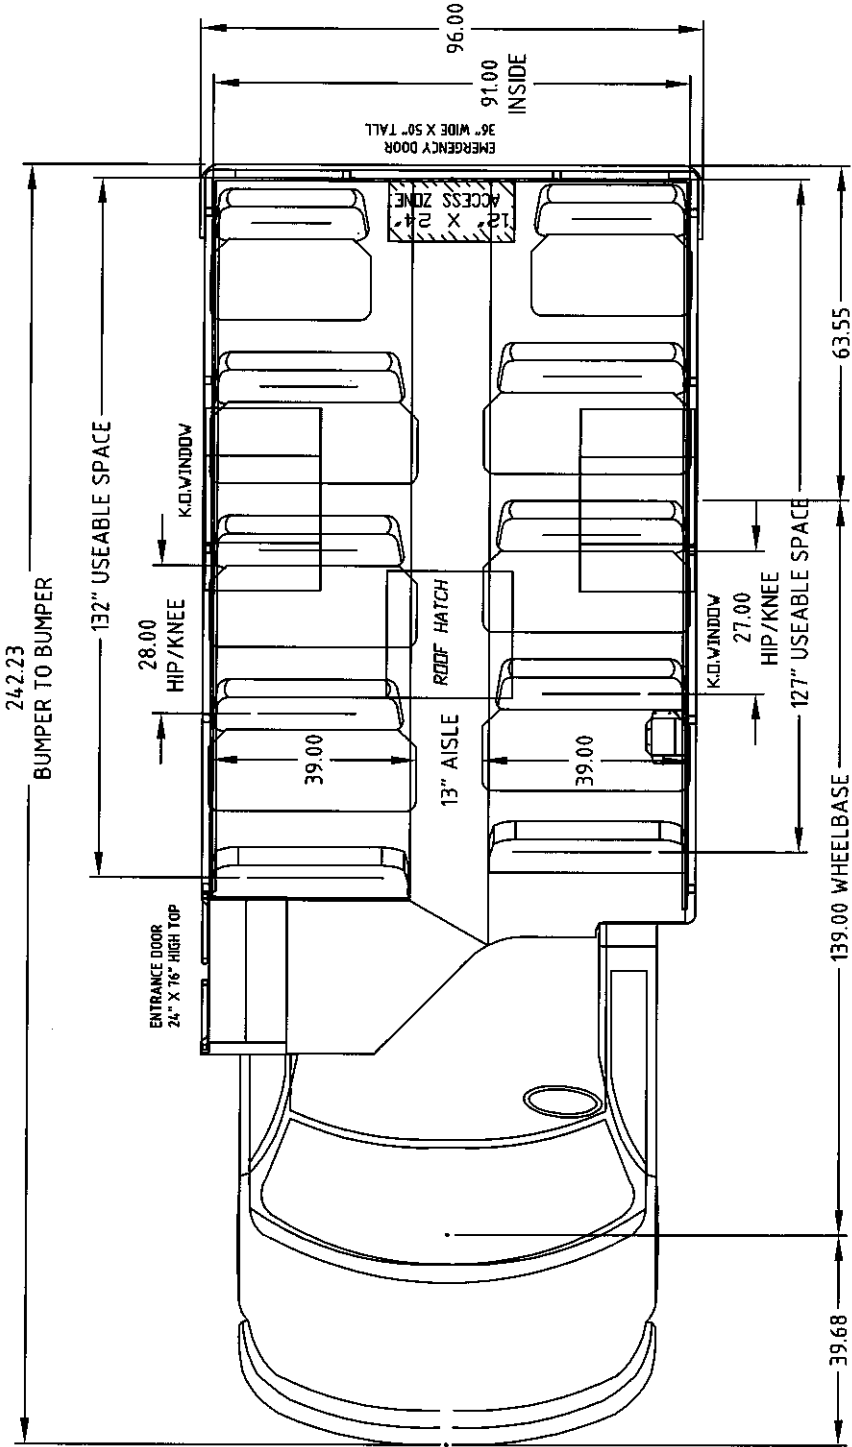 242.23
BUMPER TO BUMPER
132" USEABLE SPACE
28.00
HIP/KNEE
K.O.WINDOW
ENTRANCE DOOR
24" X 76" HIGH TOP
96.00
91.00
INSIDE
EMERGENCY DOOR
36" WIDE X 50" TALL
12" X 24"
ACCESS ZONE
ROOF HATCH
39.00
13" AISLE
39.00
K.O.WINDOW
27.00
HIP/KNEE
127" USEABLE SPACE
39.68
139.00 WHEELBASE
63.55